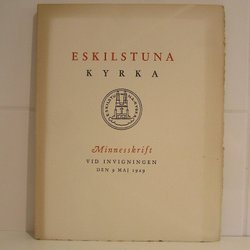 ESKILSTUNA
KYRKA
Minnesskrift
VID INVIGNINGEN
DEN 9 MAJ 1929